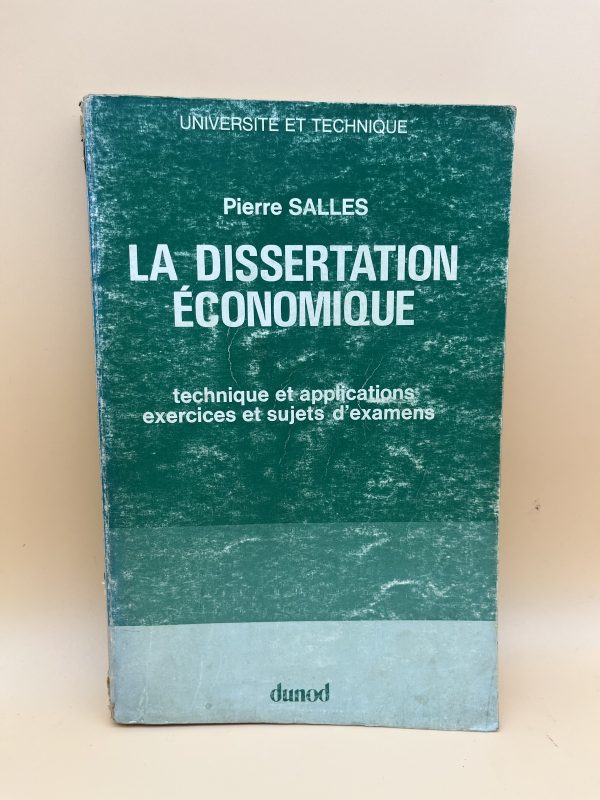 UNIVERSITÉ ET TECHNIQUE
Pierre SALLES
LA DISSERTATION
ÉCONOMIQUE
technique et applications
exercices et sujets d'examens
dunod